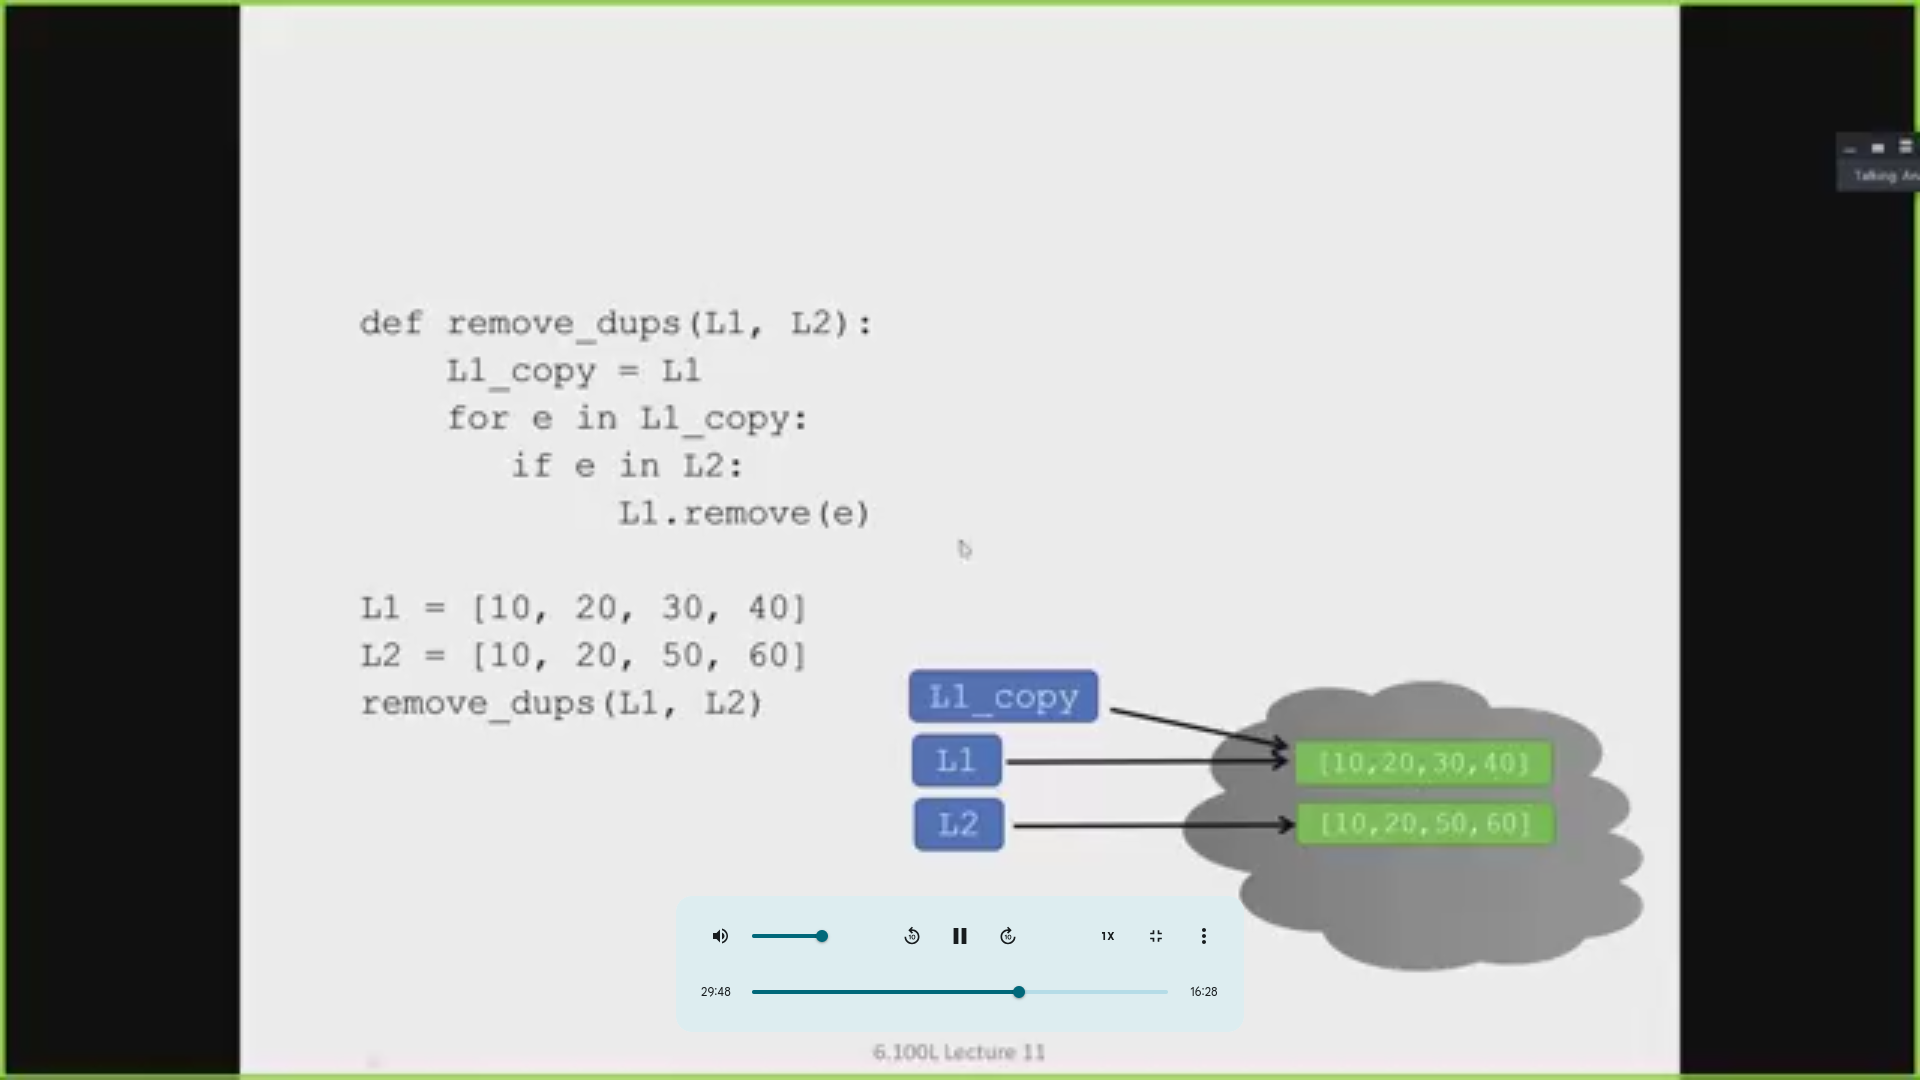 Talking: An
def remove_dups(L1, L2):
L1_copy = L1
for e in L1_copy:
if e in L2:
L1.remove(e)
L1 = [10, 20, 30, 40]
L2 = [10, 20, 50, 60]
remove_dups(L1, L2)
L1_copy
L1
[10,20,30,40]
L2
[10,20,50,60]
10
10
1X
29:48
16:28
6.100L Lecture 11